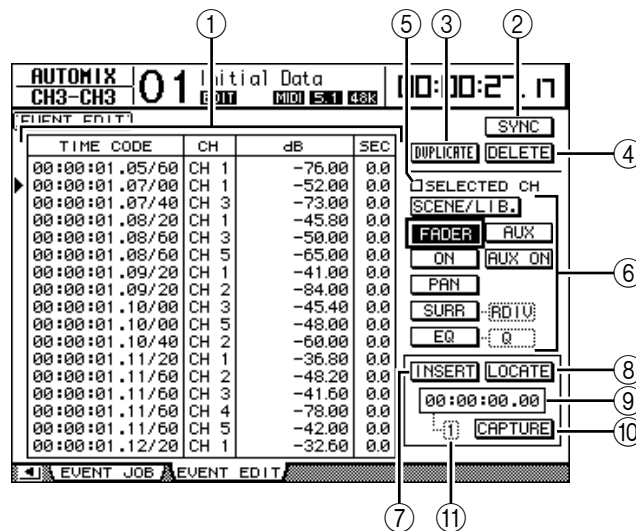 ① ⑤ ③ ②
AUTOMIX 01 Initial Data 00:00:27.17
CH3-CH3 EDIT MIDI 5.1 48k
EVENT EDIT
SYNC
DUPLICATE DELETE ④
TIME CODE CH dB SEC
00:00:01.05/60 CH 1 -76.00 0.0
00:00:01.07/00 CH 1 -52.00 0.0
00:00:01.07/40 CH 3 -73.00 0.0
00:00:01.08/20 CH 1 -45.80 0.0
00:00:01.08/60 CH 3 -50.00 0.0
00:00:01.08/60 CH 5 -65.00 0.0
00:00:01.09/20 CH 1 -41.00 0.0
00:00:01.09/20 CH 2 -84.00 0.0
00:00:01.10/00 CH 3 -45.40 0.0
00:00:01.10/00 CH 5 -48.00 0.0
00:00:01.10/40 CH 2 -60.00 0.0
00:00:01.11/20 CH 1 -36.80 0.0
00:00:01.11/60 CH 2 -48.20 0.0
00:00:01.11/60 CH 3 -41.60 0.0
00:00:01.11/60 CH 4 -78.00 0.0
00:00:01.11/60 CH 5 -42.00 0.0
00:00:01.12/20 CH 1 -32.60 0.0
SELECTED CH
SCENE/LIB.
FADER AUX
ON AUX ON
PAN
⑥
SURR RDIV
EQ Q
INSERT LOCATE ⑧
00:00:00.00 ⑨
1 CAPTURE ⑩
EVENT JOB EVENT EDIT
⑦ ⑪